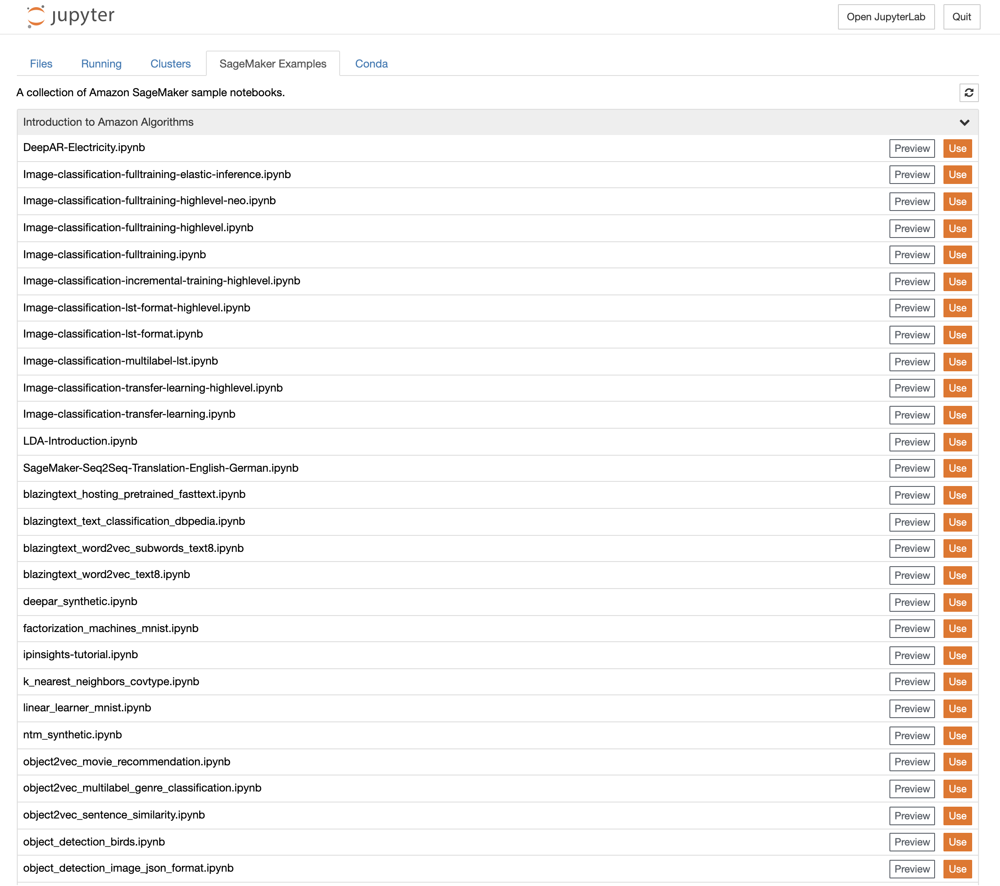 jupyter Open JupyterLab Quit
Files Running Clusters SageMaker Examples Conda
A collection of Amazon SageMaker sample notebooks.
Introduction to Amazon Algorithms
DeepAR-Electricity.ipynb Preview Use
Image-classification-fulltraining-elastic-inference.ipynb Preview Use
Image-classification-fulltraining-highlevel-neo.ipynb Preview Use
Image-classification-fulltraining-highlevel.ipynb Preview Use
Image-classification-fulltraining.ipynb Preview Use
Image-classification-incremental-training-highlevel.ipynb Preview Use
Image-classification-lst-format-highlevel.ipynb Preview Use
Image-classification-lst-format.ipynb Preview Use
Image-classification-multilabel-lst.ipynb Preview Use
Image-classification-transfer-learning-highlevel.ipynb Preview Use
Image-classification-transfer-learning.ipynb Preview Use
LDA-Introduction.ipynb Preview Use
SageMaker-Seq2Seq-Translation-English-German.ipynb Preview Use
blazingtext_hosting_pretrained_fasttext.ipynb Preview Use
blazingtext_text_classification_dbpedia.ipynb Preview Use
blazingtext_word2vec_subwords_text8.ipynb Preview Use
blazingtext_word2vec_text8.ipynb Preview Use
deepar_synthetic.ipynb Preview Use
factorization_machines_mnist.ipynb Preview Use
ipinsights-tutorial.ipynb Preview Use
k_nearest_neighbors_covtype.ipynb Preview Use
linear_learner_mnist.ipynb Preview Use
ntm_synthetic.ipynb Preview Use
object2vec_movie_recommendation.ipynb Preview Use
object2vec_multilabel_genre_classification.ipynb Preview Use
object2vec_sentence_similarity.ipynb Preview Use
object_detection_birds.ipynb Preview Use
object_detection_image_json_format.ipynb Preview Use